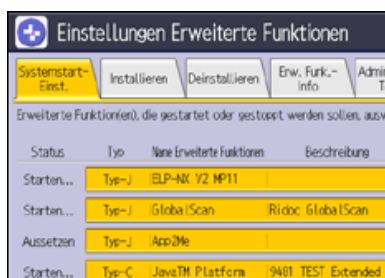 Einstellungen Erweiterte Funktionen
Systemstart-Einst. Installieren Deinstallieren Erw. Funk.-Info Admin
Erweiterte Funktion(en), die gestartet oder gestoppt werden sollen, ausw
Status Typ Name Erweiterte Funktionen Beschreibung
Starten... Typ-J ELP-NX V2 MP11
Starten... Typ-J GlobalScan Ridoc GlobalScan
Aussetzen Typ-J App2Me
Starten... Typ-C JavaTM Platform 9481 TEST Extended